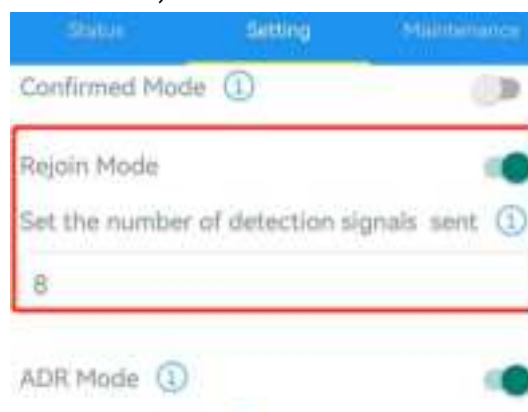 Status Setting Maintenance
Confirmed Mode
Rejoin Mode
Set the number of detection signals sent
8
ADR Mode